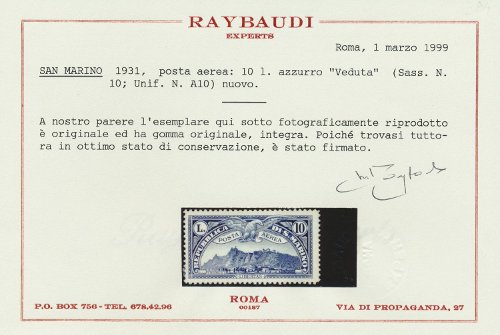 RAYBAUDI
EXPERTS
Roma, 1 marzo 1999
SAN MARINO 1931, posta aerea: 10 l. azzurro "Veduta" (Sass. N.
10; Unif. N. A10) nuovo.
A nostro parere l'esemplare qui sotto fotograficamente riprodotto
è originale ed ha gomma originale, integra. Poiché trovasi tutto-
ra in ottimo stato di conservazione, è stato firmato.
L. 10
POSTA AEREA
REPUBBLICA DI S. MARINO
P.O. BOX 756 - TEL. 678.42.96
ROMA
00187
VIA DI PROPAGANDA, 27